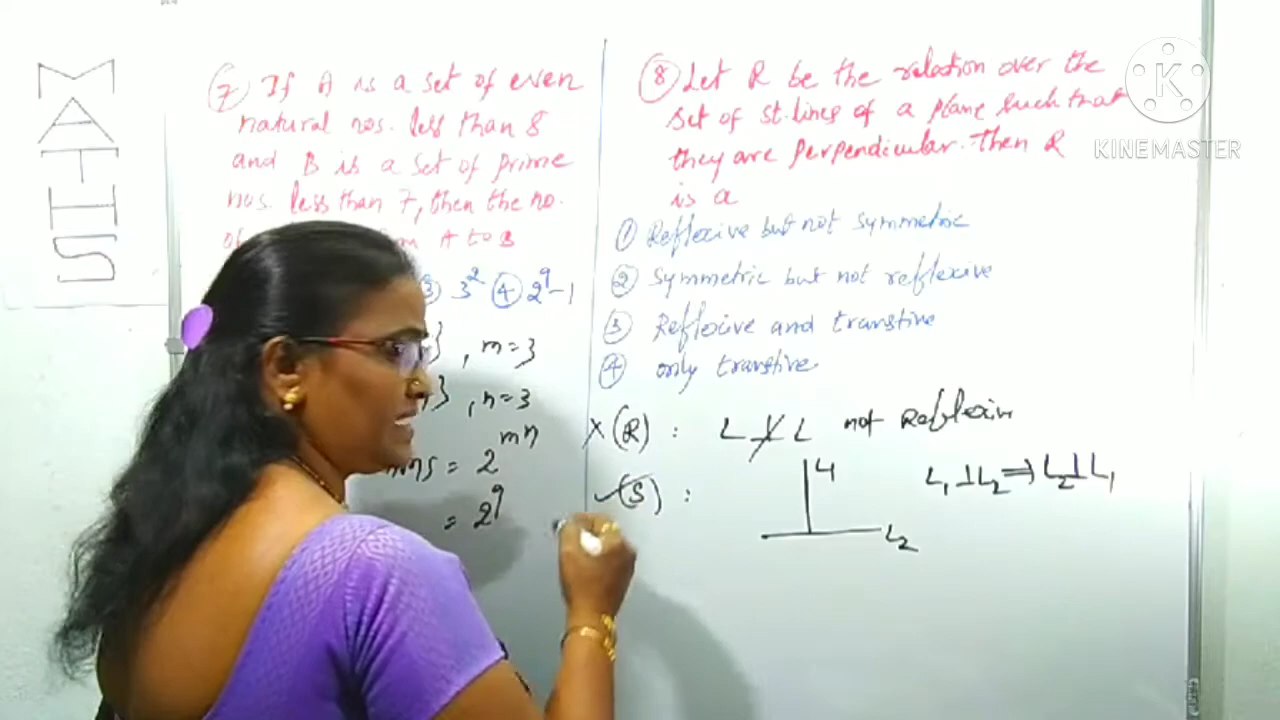 MATHS
⑦ If A is a set of even
natural nos. less than 8
and B is a set of prime
nos. less than 7, then the no.
A to B
③ 3² ④ 2⁹-1
}, m=3
}, n=3
= 2^mn
= 2⁹
⑧ Let R be the relation over the
set of st. lines of a plane such that
they are perpendicular. Then R
is a
① Reflexive but not symmetric
② Symmetric but not reflexive
③ Reflexive and transtive
④ only transtive
×(R) : L ⊥̸ L not Reflexive
✓(S) : L₁ ⊥ L₂ ⇒ L₂ ⊥ L₁
L₁
L₂
K
KINEMASTER